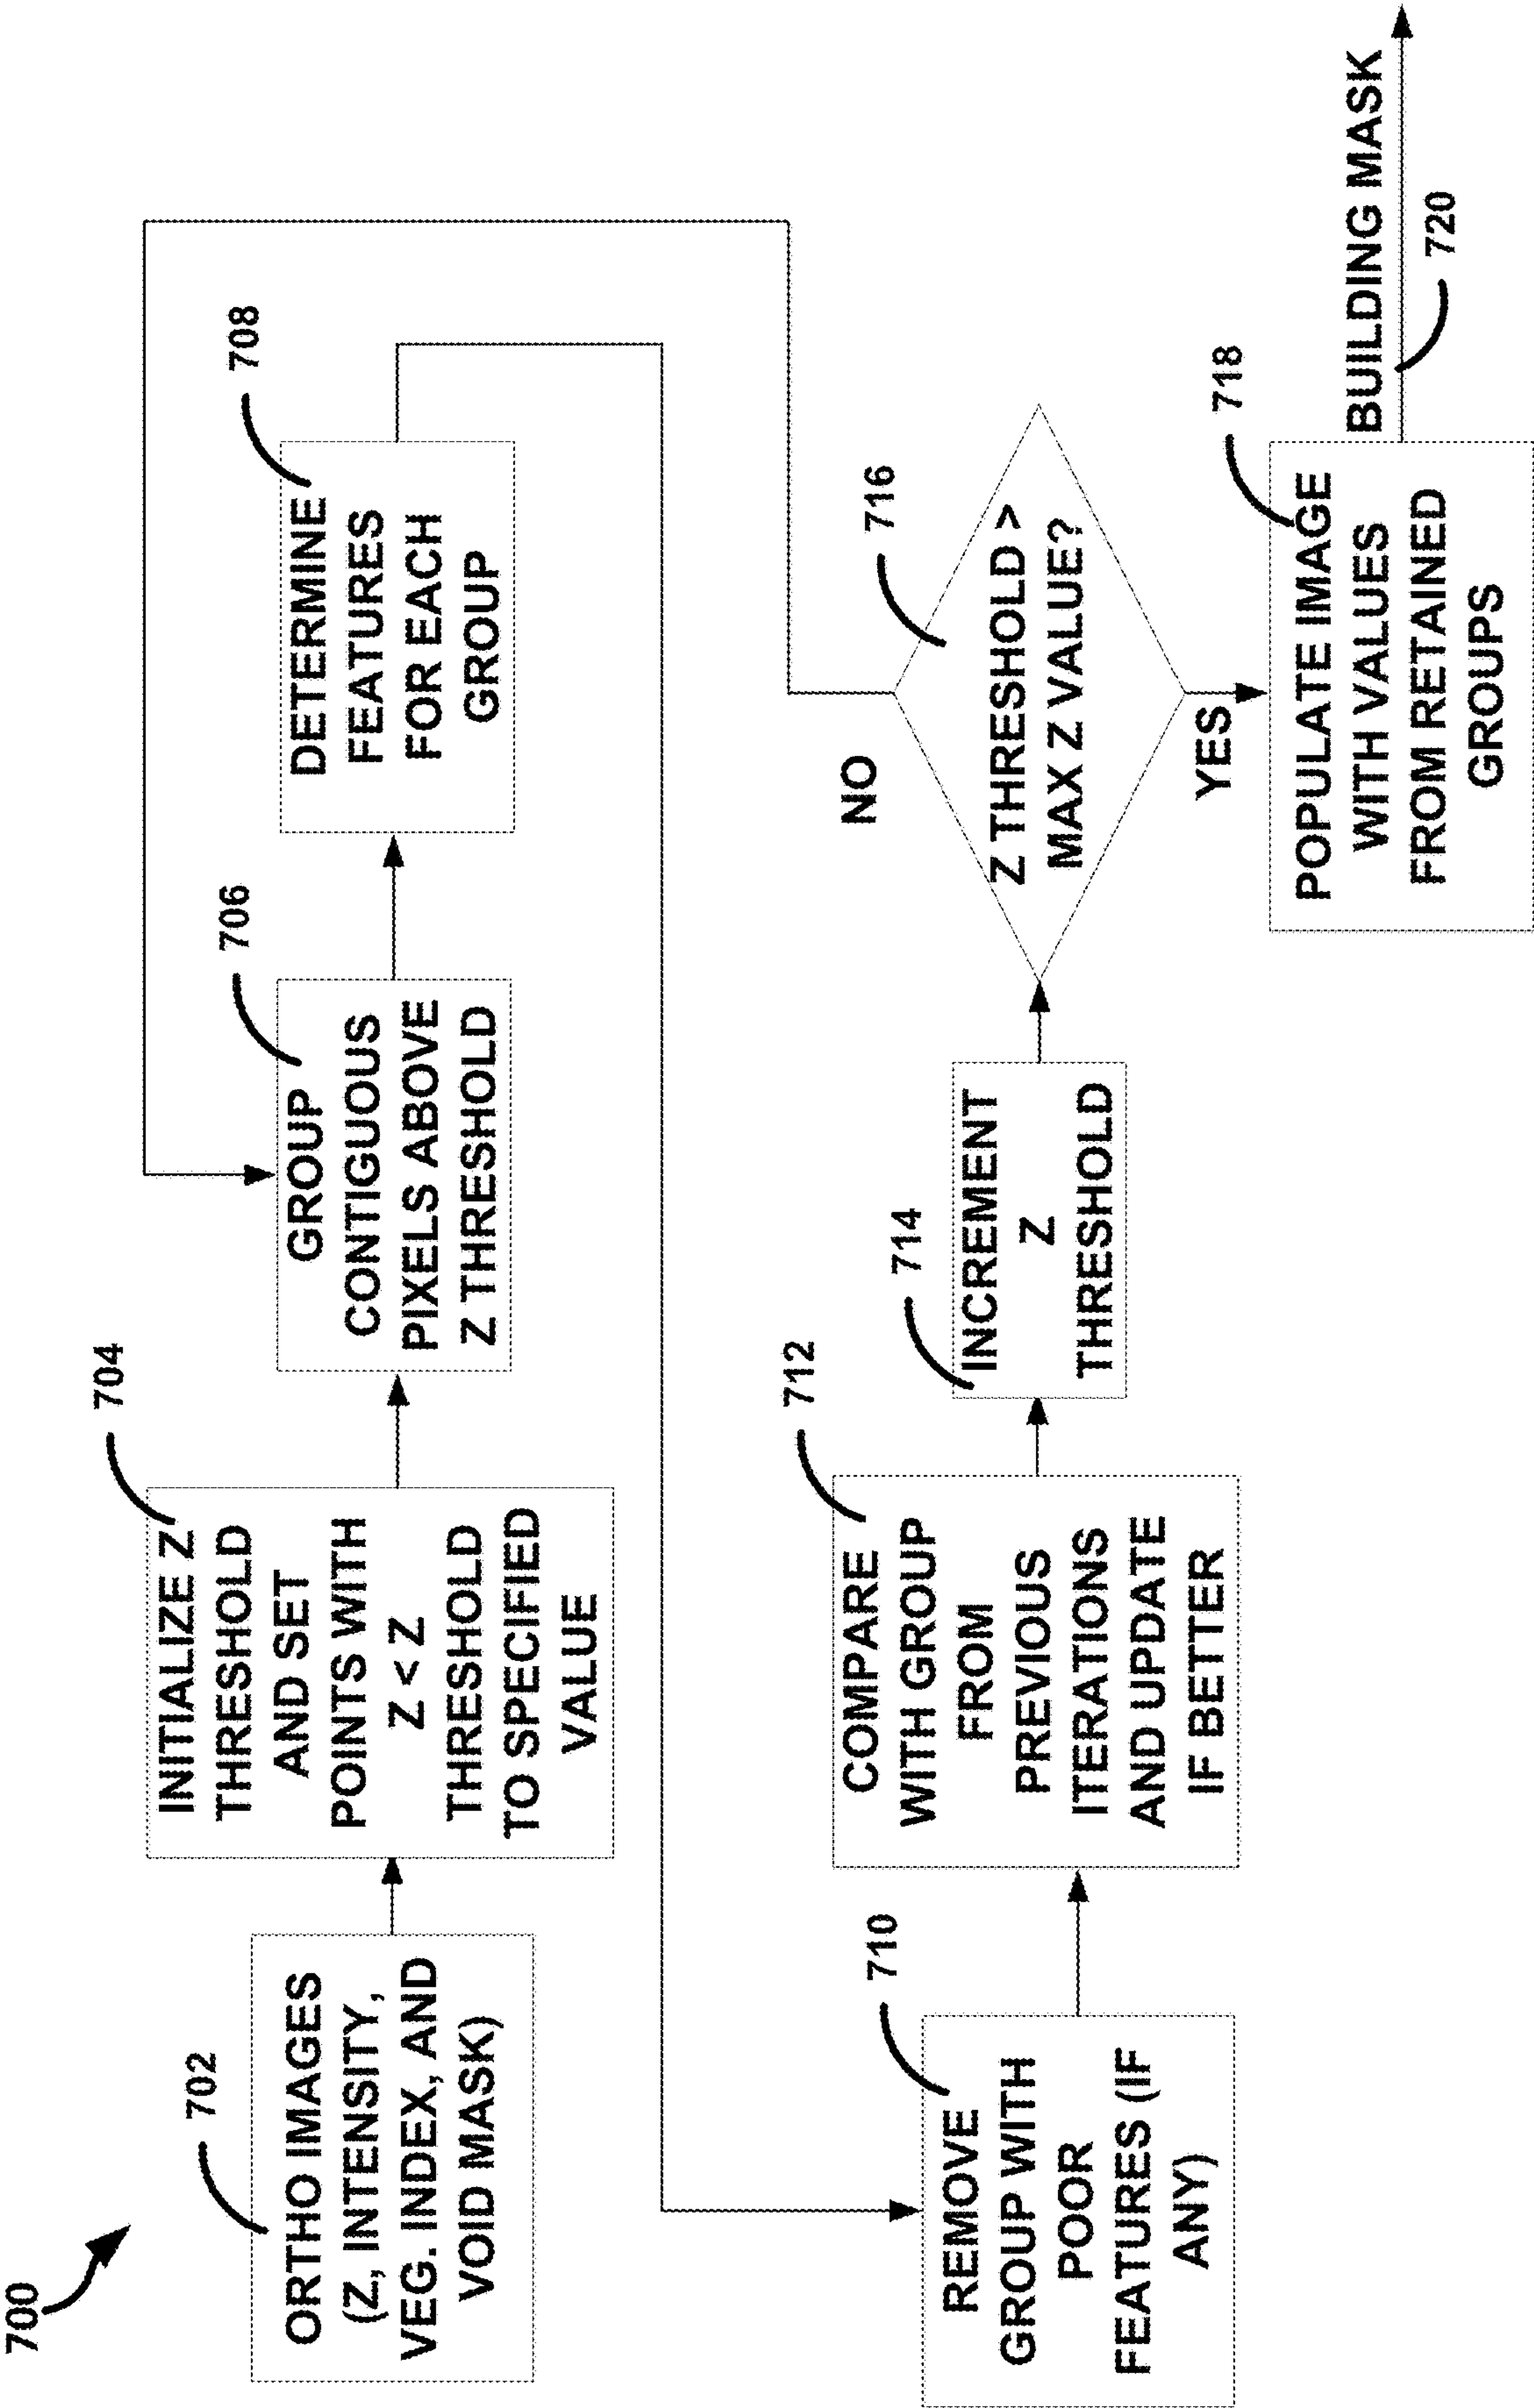 700
702
ORTHO IMAGES
(Z, INTENSITY,
VEG. INDEX, AND
VOID MASK)
704
INITIALIZE Z
THRESHOLD
AND SET
POINTS WITH
Z < Z
THRESHOLD
TO SPECIFIED
VALUE
706
GROUP
CONTIGUOUS
PIXELS ABOVE
Z THRESHOLD
708
DETERMINE
FEATURES
FOR EACH
GROUP
710
REMOVE
GROUP WITH
POOR
FEATURES (IF
ANY)
712
COMPARE
WITH GROUP
FROM
PREVIOUS
ITERATIONS
AND UPDATE
IF BETTER
714
INCREMENT
Z
THRESHOLD
716
Z THRESHOLD >
MAX Z VALUE?
NO
YES
718
POPULATE IMAGE
WITH VALUES
FROM RETAINED
GROUPS
BUILDING MASK
720